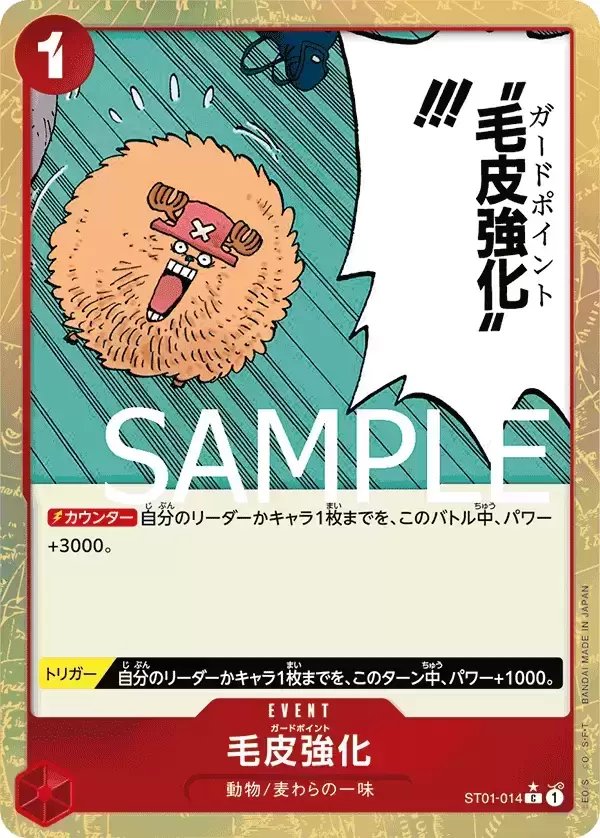 1
"毛皮強化"
ガードポイント
!!!
SAMPLE
カウンター 自分のリーダーかキャラ1枚までを、このバトル中、パワー
+3000。
トリガー 自分のリーダーかキャラ1枚までを、このターン中、パワー+1000。
EVENT
ガードポイント
毛皮強化
動物/麦わらの一味
ST01-014 C 1
BANDAI MADE IN JAPAN